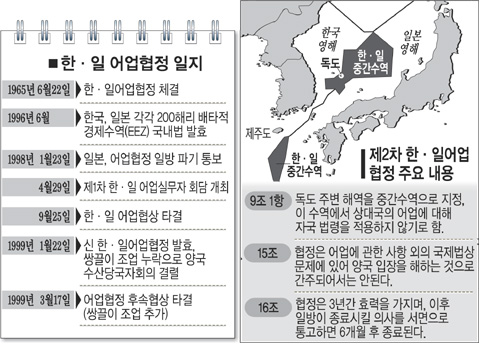 ■한·일 어업협정 일지
1965년 6월22일 한·일어업협정 체결
1996년 6월 한국, 일본 각각 200해리 배타적
경제수역(EEZ) 국내법 발효
1998년 1월23일 일본, 어업협정 일방 파기 통보
4월29일 제1차 한·일 어업실무자 회담 개최
9월25일 한·일 어업협상 타결
1999년 1월22일 신 한·일어업협정 발효,
쌍끌이 조업 누락으로 양국
수산당국자회의 결렬
1999년 3월17일 어업협정 후속협상 타결
(쌍끌이 조업 추가)
한국
영해
독도
한·일
중간수역
일본
영해
제주도
한·일
중간수역
제2차 한·일어업
협정 주요 내용
9조 1항 독도 주변 해역을 중간수역으로 지정,
이 수역에서 상대국의 어업에 대해
자국 법령을 적용하지 않기로 함.
15조 협정은 어업에 관한 사항 외의 국제법상
문제에 있어 양국 입장을 해하는 것으로
간주되어서는 안된다.
16조 협정은 3년간 효력을 가지며, 이후
일방이 종료시킬 의사를 서면으로
통고하면 6개월 후 종료된다.